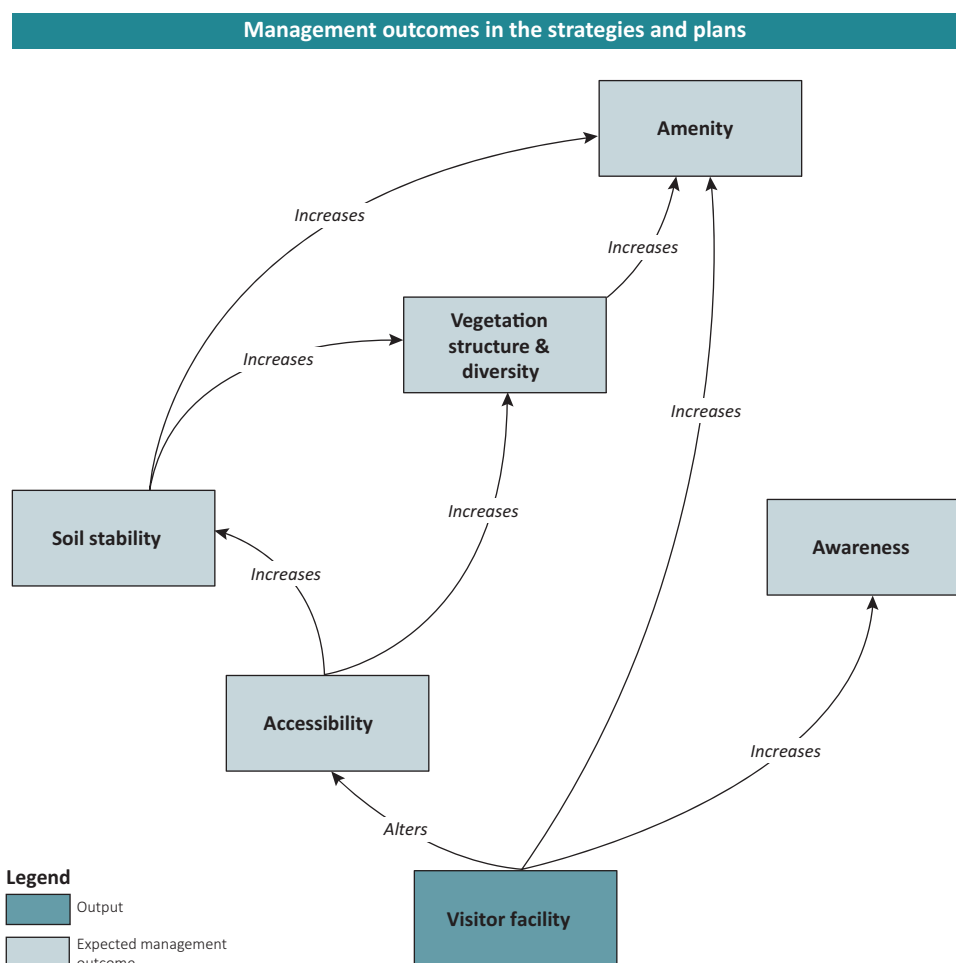 Management outcomes in the strategies and plans
Amenity
Increases
Increases
Vegetation
structure &
diversity
Increases
Increases
Increases
Soil stability
Awareness
Increases
Accessibility
Increases
Alters
Legend
Output
Visitor facility
Expected management
outcome